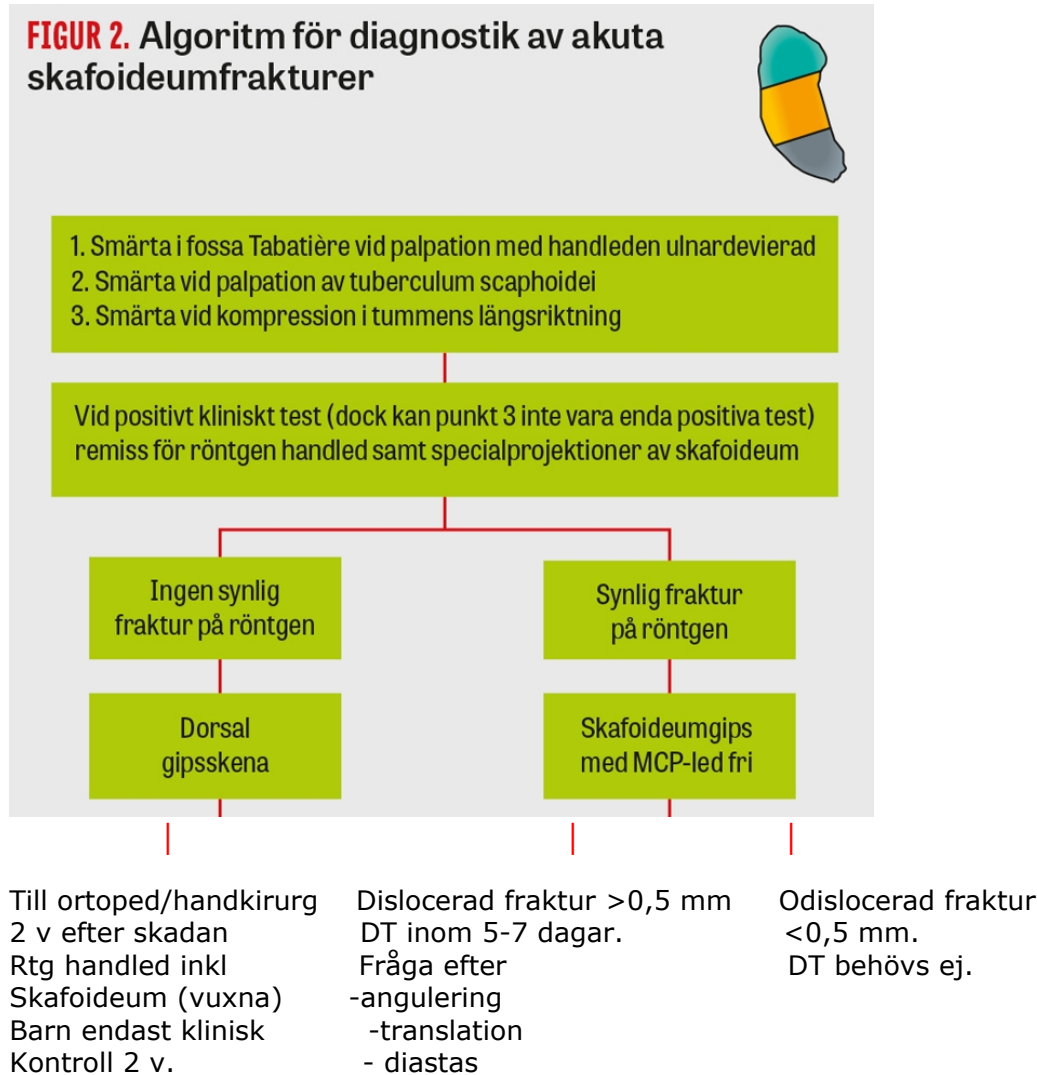 FIGUR 2. Algoritm för diagnostik av akuta
skafoideumfrakturer
1. Smärta i fossa Tabatière vid palpation med handleden ulnardevierad
2. Smärta vid palpation av tuberculum scaphoidei
3. Smärta vid kompression i tummens längsriktning
Vid positivt kliniskt test (dock kan punkt 3 inte vara enda positiva test)
remiss för röntgen handled samt specialprojektioner av skafoideum
Ingen synlig
fraktur på röntgen
Synlig fraktur
på röntgen
Dorsal
gipsskena
Skafoideumgips
med MCP-led fri
Till ortoped/handkirurg
2 v efter skadan
Rtg handled inkl
Skafoideum (vuxna)
Barn endast klinisk
Kontroll 2 v.
Dislocerad fraktur >0,5 mm
DT inom 5-7 dagar.
Fråga efter
-angulering
-translation
- diastas
Odislocerad fraktur
<0,5 mm.
DT behövs ej.